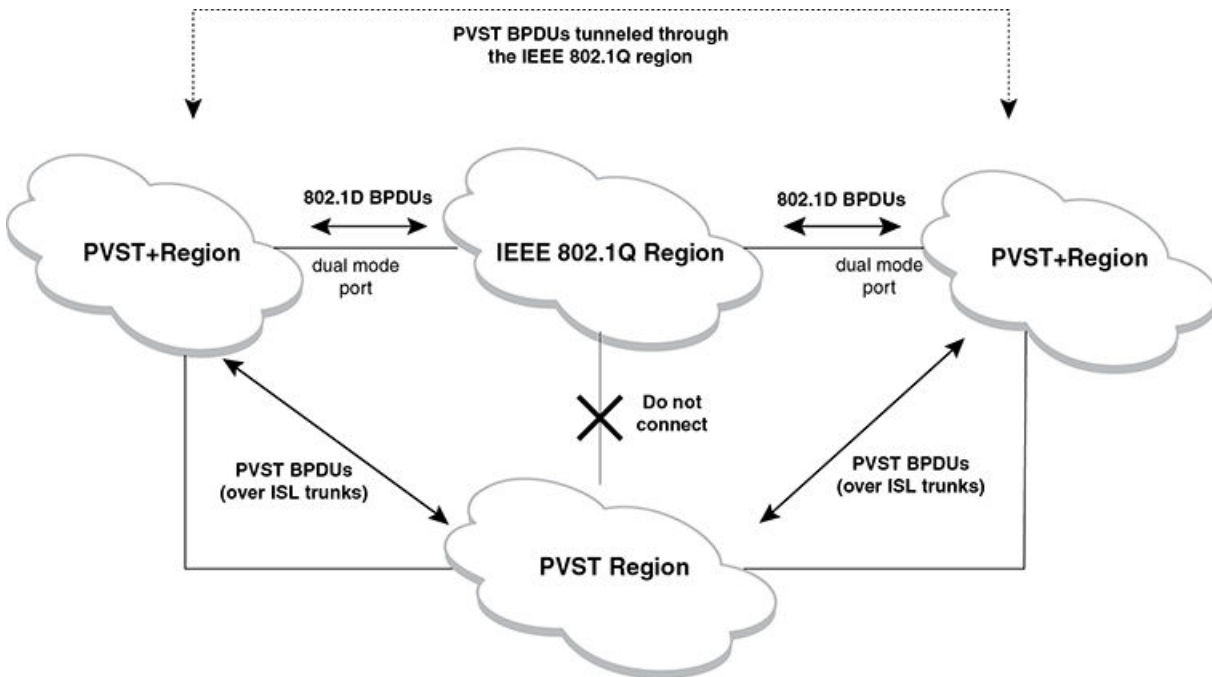 PVST BPDUs tunneled through
the IEEE 802.1Q region
802.1D BPDUs
802.1D BPDUs
PVST+Region
IEEE 802.1Q Region
PVST+Region
dual mode
port
dual mode
port
Do not
connect
PVST BPDUs
(over ISL trunks)
PVST BPDUs
(over ISL trunks)
PVST Region